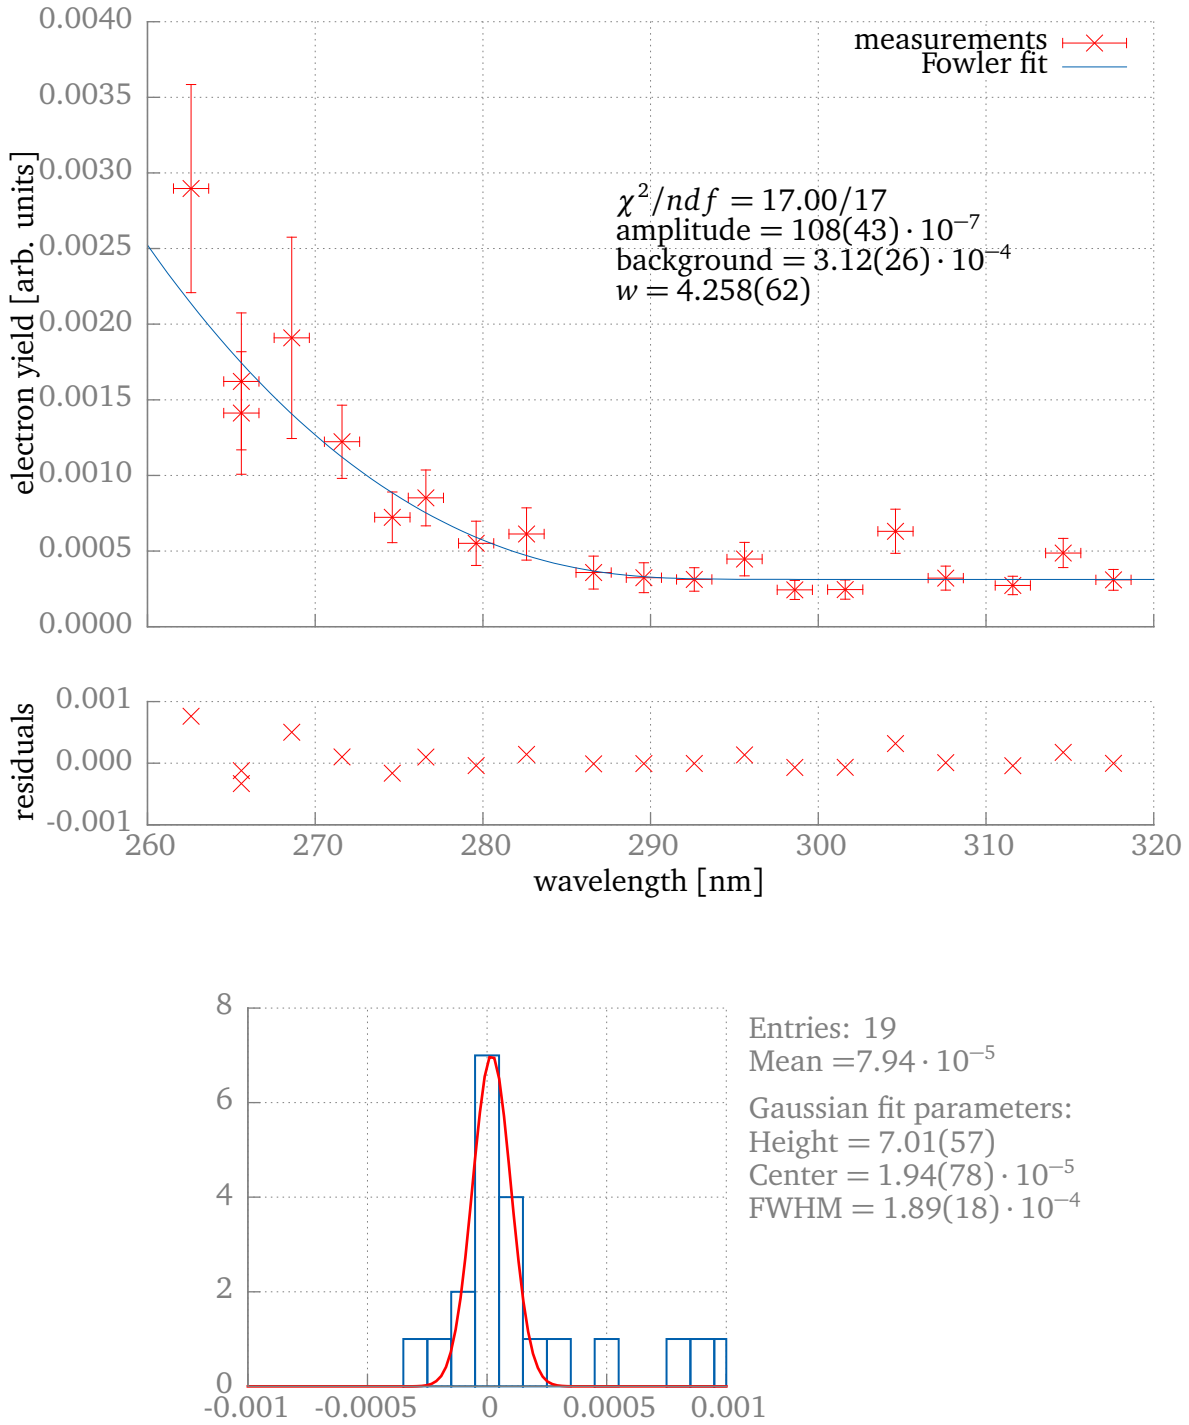 0.0040
0.0035
0.0030
0.0025
0.0020
0.0015
0.0010
0.0005
0.0000
electron yield [arb. units]
measurements
Fowler fit
χ²/ndf = 17.00/17
amplitude = 108(43) · 10⁻⁷
background = 3.12(26) · 10⁻⁴
w = 4.258(62)
0.001
0.000
-0.001
residuals
260 270 280 290 300 310 320
wavelength [nm]
8
6
4
2
0
-0.001 -0.0005 0 0.0005 0.001
Entries: 19
Mean =7.94 · 10⁻⁵
Gaussian fit parameters:
Height = 7.01(57)
Center = 1.94(78) · 10⁻⁵
FWHM = 1.89(18) · 10⁻⁴